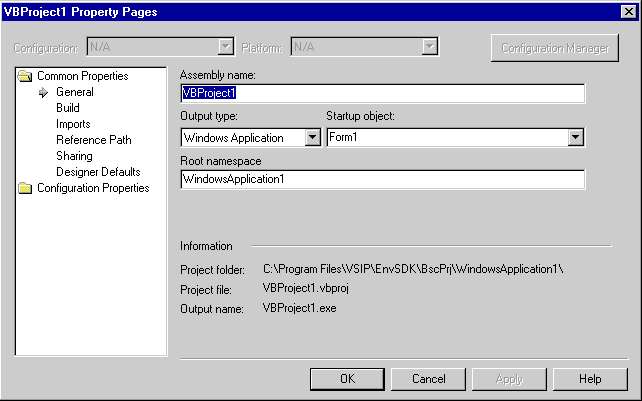 VBProject1 Property Pages
Configuration: N/A Platform: N/A Configuration Manager
Common Properties
General
Build
Imports
Reference Path
Sharing
Designer Defaults
Configuration Properties
Assembly name:
VBProject1
Output type: Startup object:
Windows Application Form1
Root namespace
WindowsApplication1
Information
Project folder: C:\Program Files\VSIP\EnvSDK\BscPrj\WindowsApplication1\
Project file: VBProject1.vbproj
Output name: VBProject1.exe
OK Cancel Apply Help